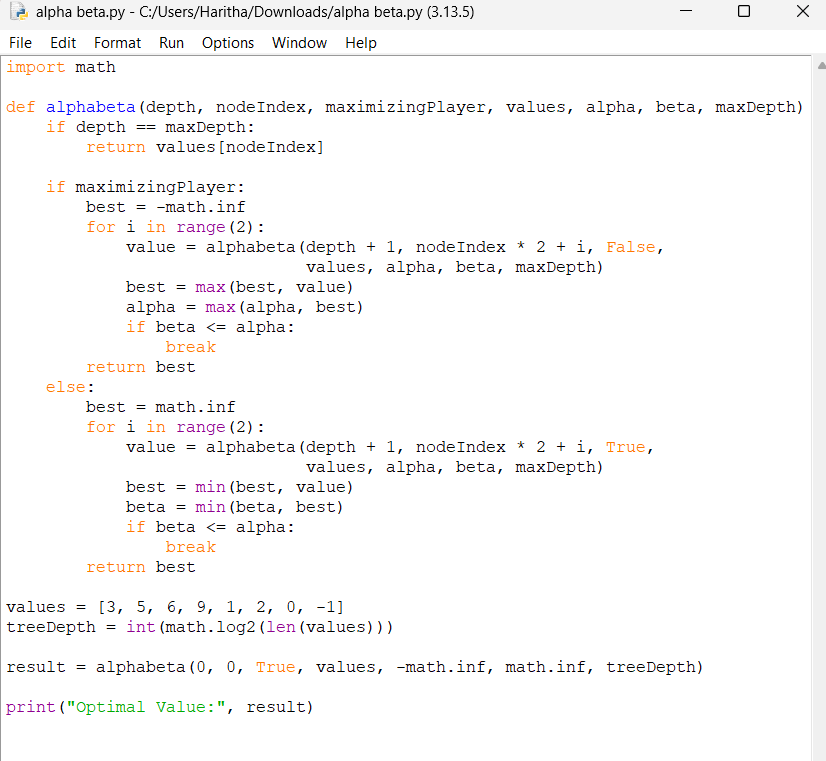 alpha beta.py - C:/Users/Haritha/Downloads/alpha beta.py (3.13.5)
File Edit Format Run Options Window Help
import math

def alphabeta(depth, nodeIndex, maximizingPlayer, values, alpha, beta, maxDepth)
    if depth == maxDepth:
        return values[nodeIndex]

    if maximizingPlayer:
        best = -math.inf
        for i in range(2):
            value = alphabeta(depth + 1, nodeIndex * 2 + i, False,
                              values, alpha, beta, maxDepth)
            best = max(best, value)
            alpha = max(alpha, best)
            if beta <= alpha:
                break
        return best
    else:
        best = math.inf
        for i in range(2):
            value = alphabeta(depth + 1, nodeIndex * 2 + i, True,
                              values, alpha, beta, maxDepth)
            best = min(best, value)
            beta = min(beta, best)
            if beta <= alpha:
                break
        return best

values = [3, 5, 6, 9, 1, 2, 0, -1]
treeDepth = int(math.log2(len(values)))

result = alphabeta(0, 0, True, values, -math.inf, math.inf, treeDepth)

print("Optimal Value:", result)